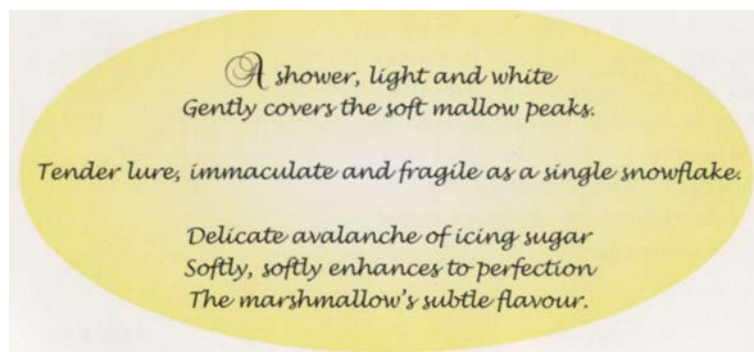 A shower, light and white
Gently covers the soft mallow peaks.
Tender lure, immaculate and fragile as a single snowflake.
Delicate avalanche of icing sugar
Softly, softly enhances to perfection
The marshmallow's subtle flavour.